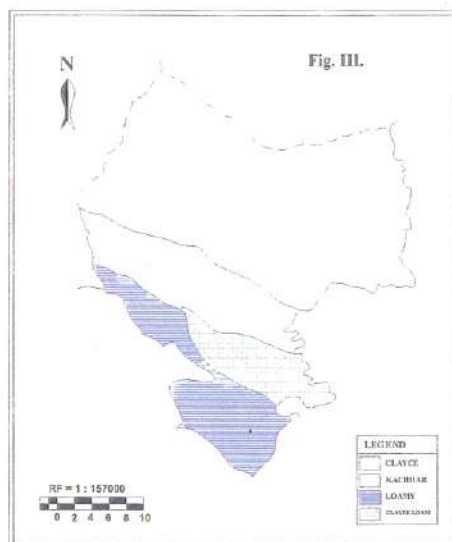 N
Fig. III.
LEGEND
CLAYEE
KACHHAR
LOAMY
CLAYEE LOAM
RF = 1 : 157000
0 2 4 6 8 10